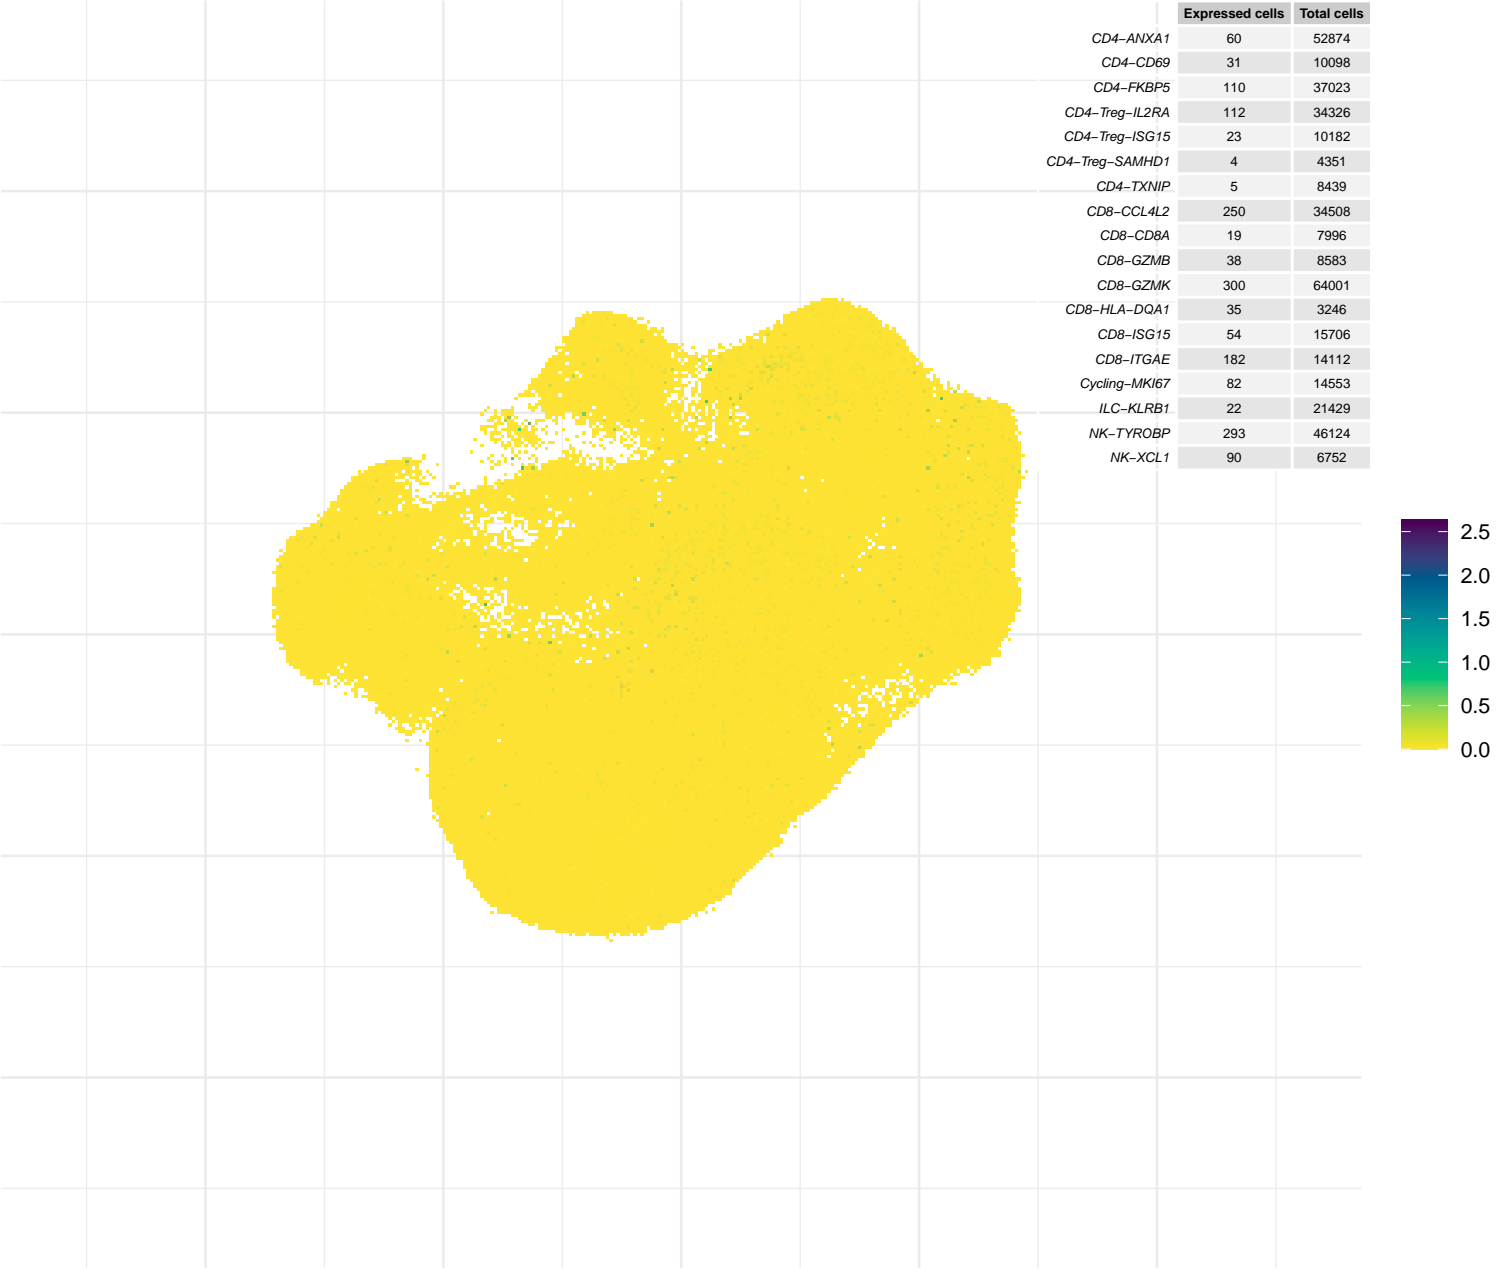 Expressed cells Total cells
CD4−ANXA1 60 52874
CD4−CD69 31 10098
CD4−FKBP5 110 37023
CD4−Treg−IL2RA 112 34326
CD4−Treg−ISG15 23 10182
CD4−Treg−SAMHD1 4 4351
CD4−TXNIP 5 8439
CD8−CCL4L2 250 34508
CD8−CD8A 19 7996
CD8−GZMB 38 8583
CD8−GZMK 300 64001
CD8−HLA−DQA1 35 3246
CD8−ISG15 54 15706
CD8−ITGAE 182 14112
Cycling−MKI67 82 14553
ILC−KLRB1 22 21429
NK−TYROBP 293 46124
NK−XCL1 90 6752
2.5
2.0
1.5
1.0
0.5
0.0